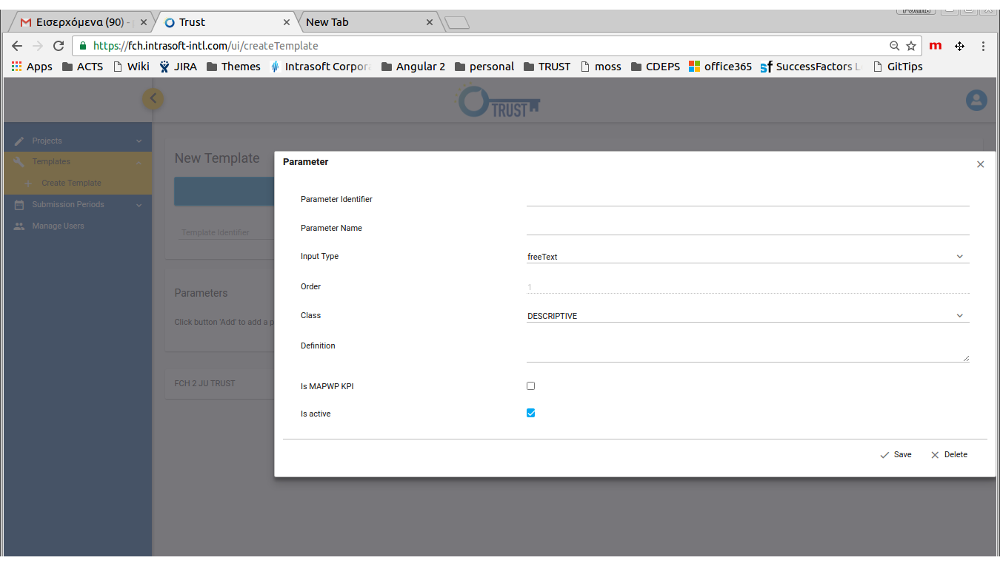 Εισερχόμενα (90) -
Trust
New Tab
https://fch.intrasoft-intl.com/ui/createTemplate
m
Apps ACTS Wiki JIRA Themes Intrasoft Corpor Angular 2 personal TRUST moss CDEPS office365 SuccessFactors L GitTips
TRUST
Projects
Templates
Create Template
Submission Periods
Manage Users
New Template
Template Identifier
Parameters
Click button 'Add' to add a p
FCH 2 JU TRUST
Parameter
Parameter Identifier
Parameter Name
Input Type freeText
Order 1
Class DESCRIPTIVE
Definition
Is MAPWP KPI
Is active
Save Delete